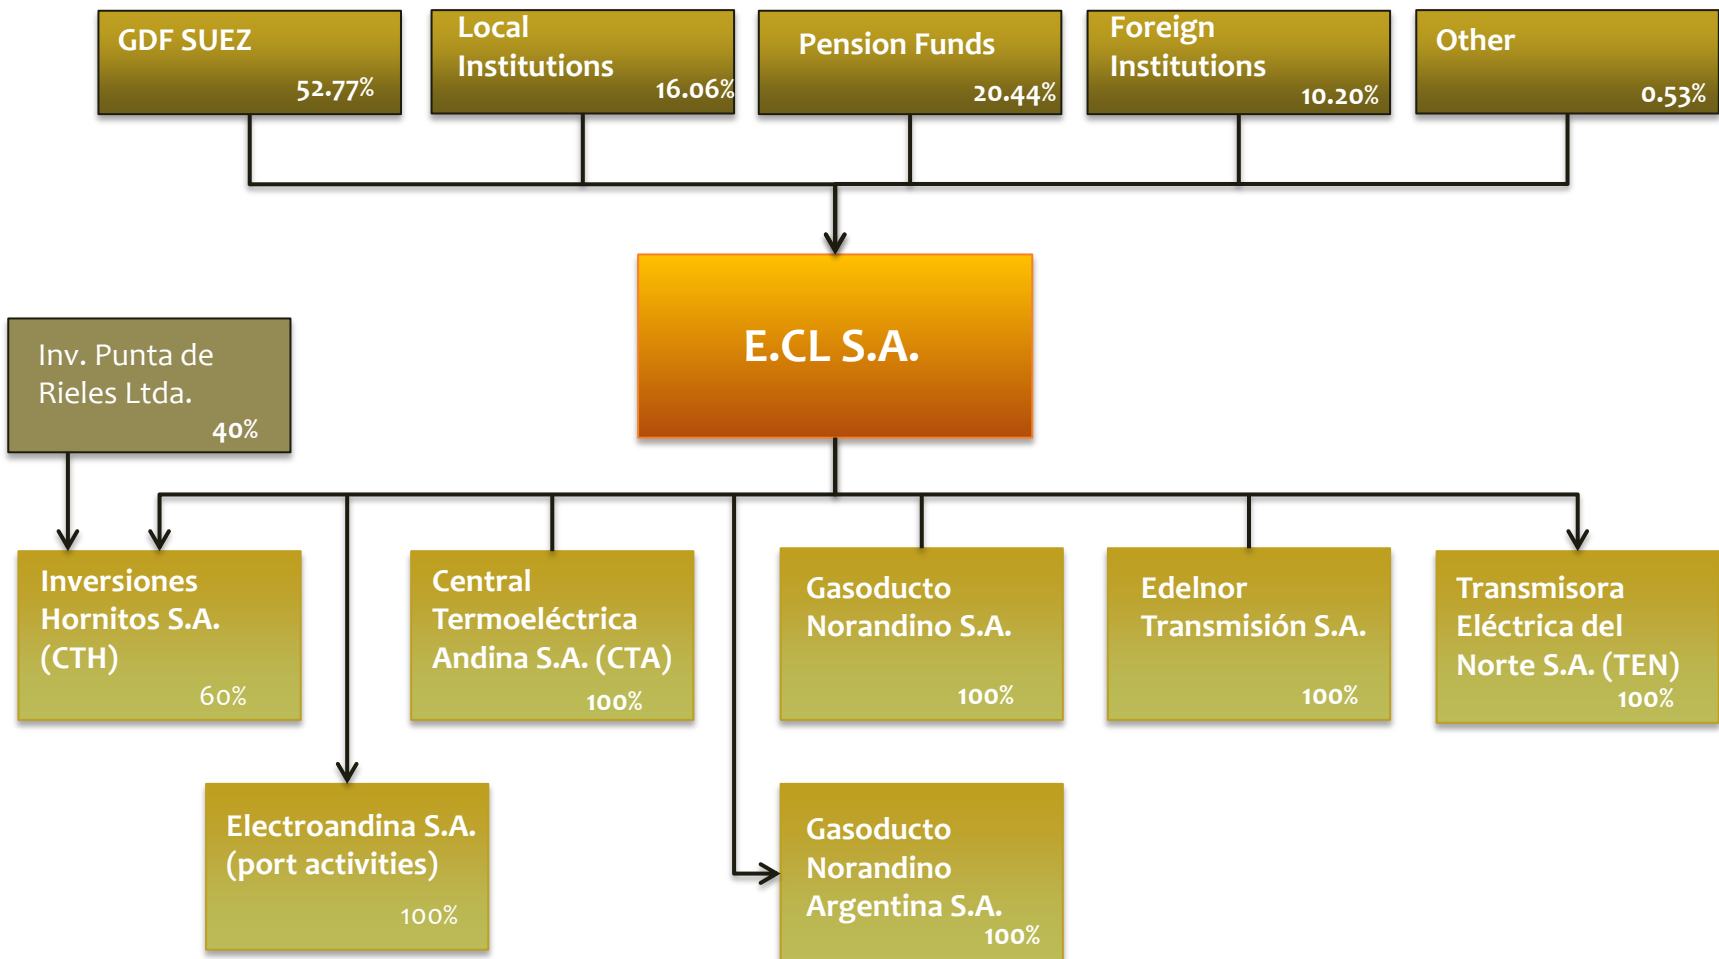 GDF SUEZ
52.77%
Local
Institutions
16.06%
Pension Funds
20.44%
Foreign
Institutions
10.20%
Other
0.53%
E.CL S.A.
Inv. Punta de
Rieles Ltda.
40%
Inversiones
Hornitos S.A.
(CTH)
60%
Central
Termoeléctrica
Andina S.A. (CTA)
100%
Gasoducto
Norandino S.A.
100%
Edelnor
Transmisión S.A.
100%
Transmisora
Eléctrica del
Norte S.A. (TEN)
100%
Electroandina S.A.
(port activities)
100%
Gasoducto
Norandino
Argentina S.A.
100%